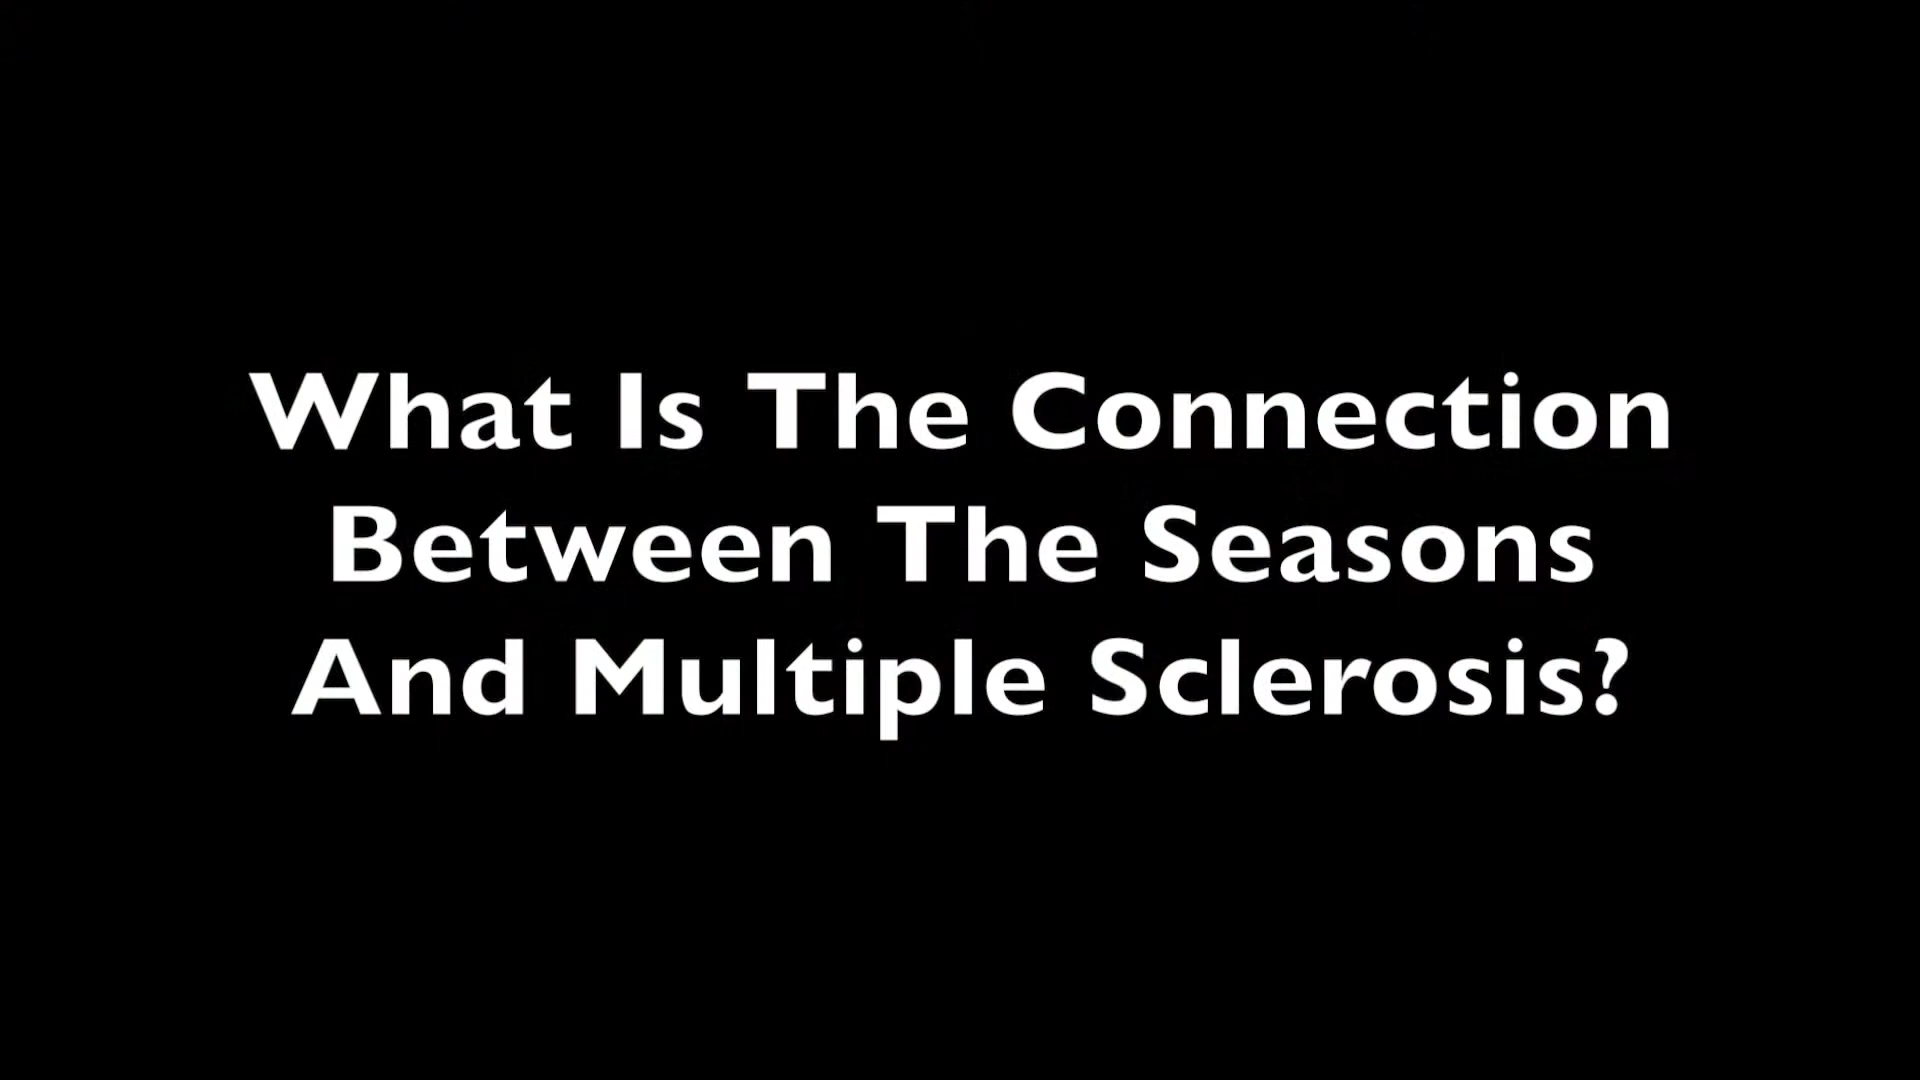 What Is The Connection
Between The Seasons
And Multiple Sclerosis?